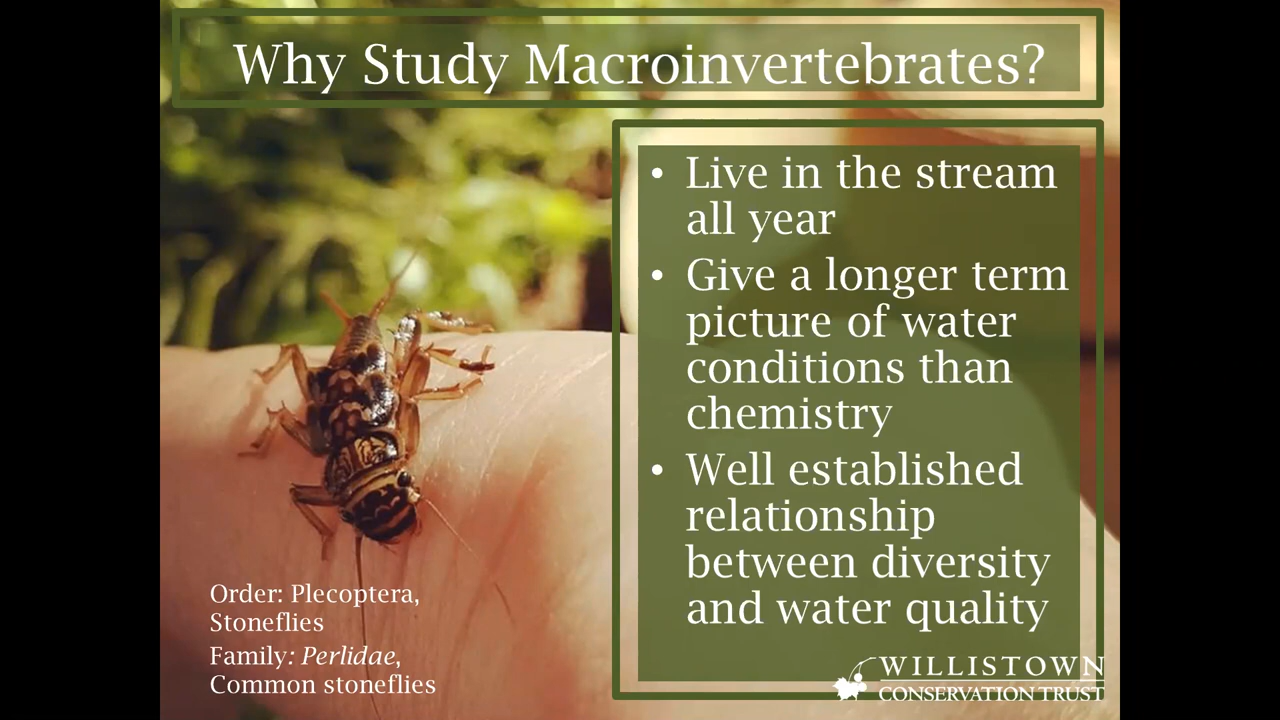 Why Study Macroinvertebrates?
• Live in the stream
all year
• Give a longer term
picture of water
conditions than
chemistry
• Well established
relationship
between diversity
and water quality
Order: Plecoptera,
Stoneflies
Family: Perlidae,
Common stoneflies
WILLISTOWN
CONSERVATION TRUST